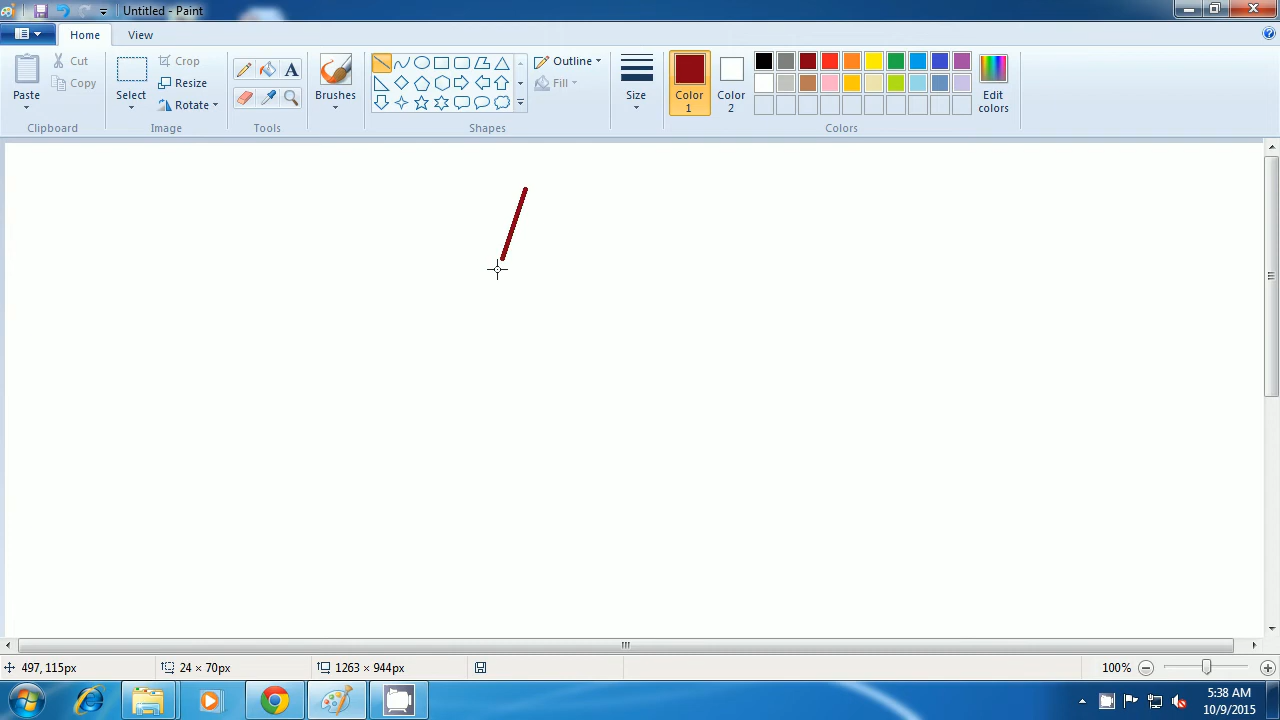 Untitled - Paint
Home View
Paste
Cut
Copy
Clipboard
Select
Crop
Resize
Rotate
Image
A
Tools
Brushes
Outline
Fill
Shapes
Size
Color 1
Color 2
Edit colors
Colors
497, 115px 24 × 70px 1263 × 944px 100%
5:38 AM
10/9/2015